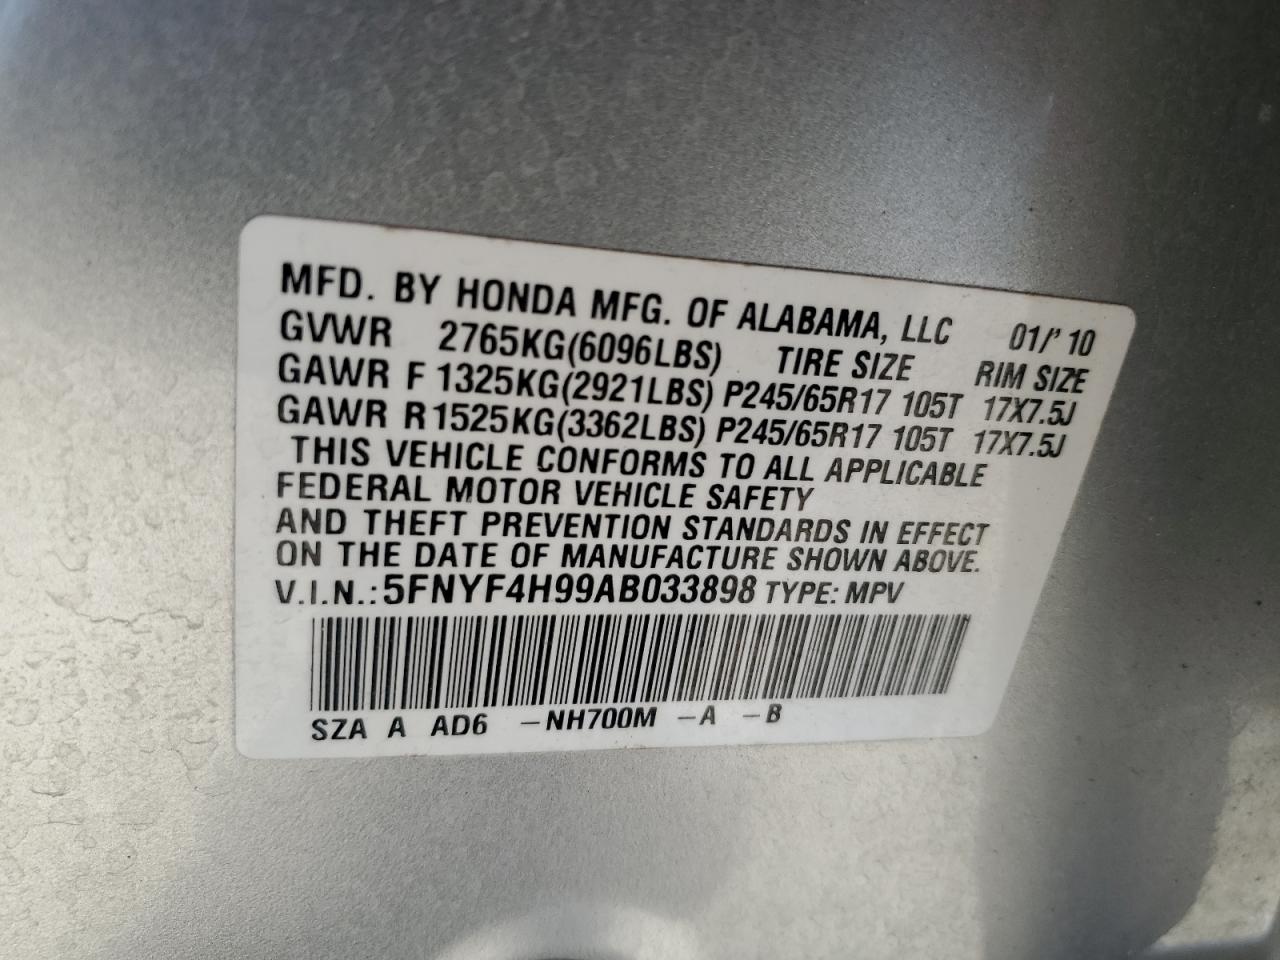 MFD. BY HONDA MFG. OF ALABAMA, LLC 01/'10
GVWR 2765KG(6096LBS) TIRE SIZE RIM SIZE
GAWR F 1325KG(2921LBS) P245/65R17 105T 17X7.5J
GAWR R 1525KG(3362LBS) P245/65R17 105T 17X7.5J
THIS VEHICLE CONFORMS TO ALL APPLICABLE
FEDERAL MOTOR VEHICLE SAFETY
AND THEFT PREVENTION STANDARDS IN EFFECT
ON THE DATE OF MANUFACTURE SHOWN ABOVE.
V.I.N.: 5FNYF4H99AB033898 TYPE: MPV
SZA A AD6 -NH700M -A -B